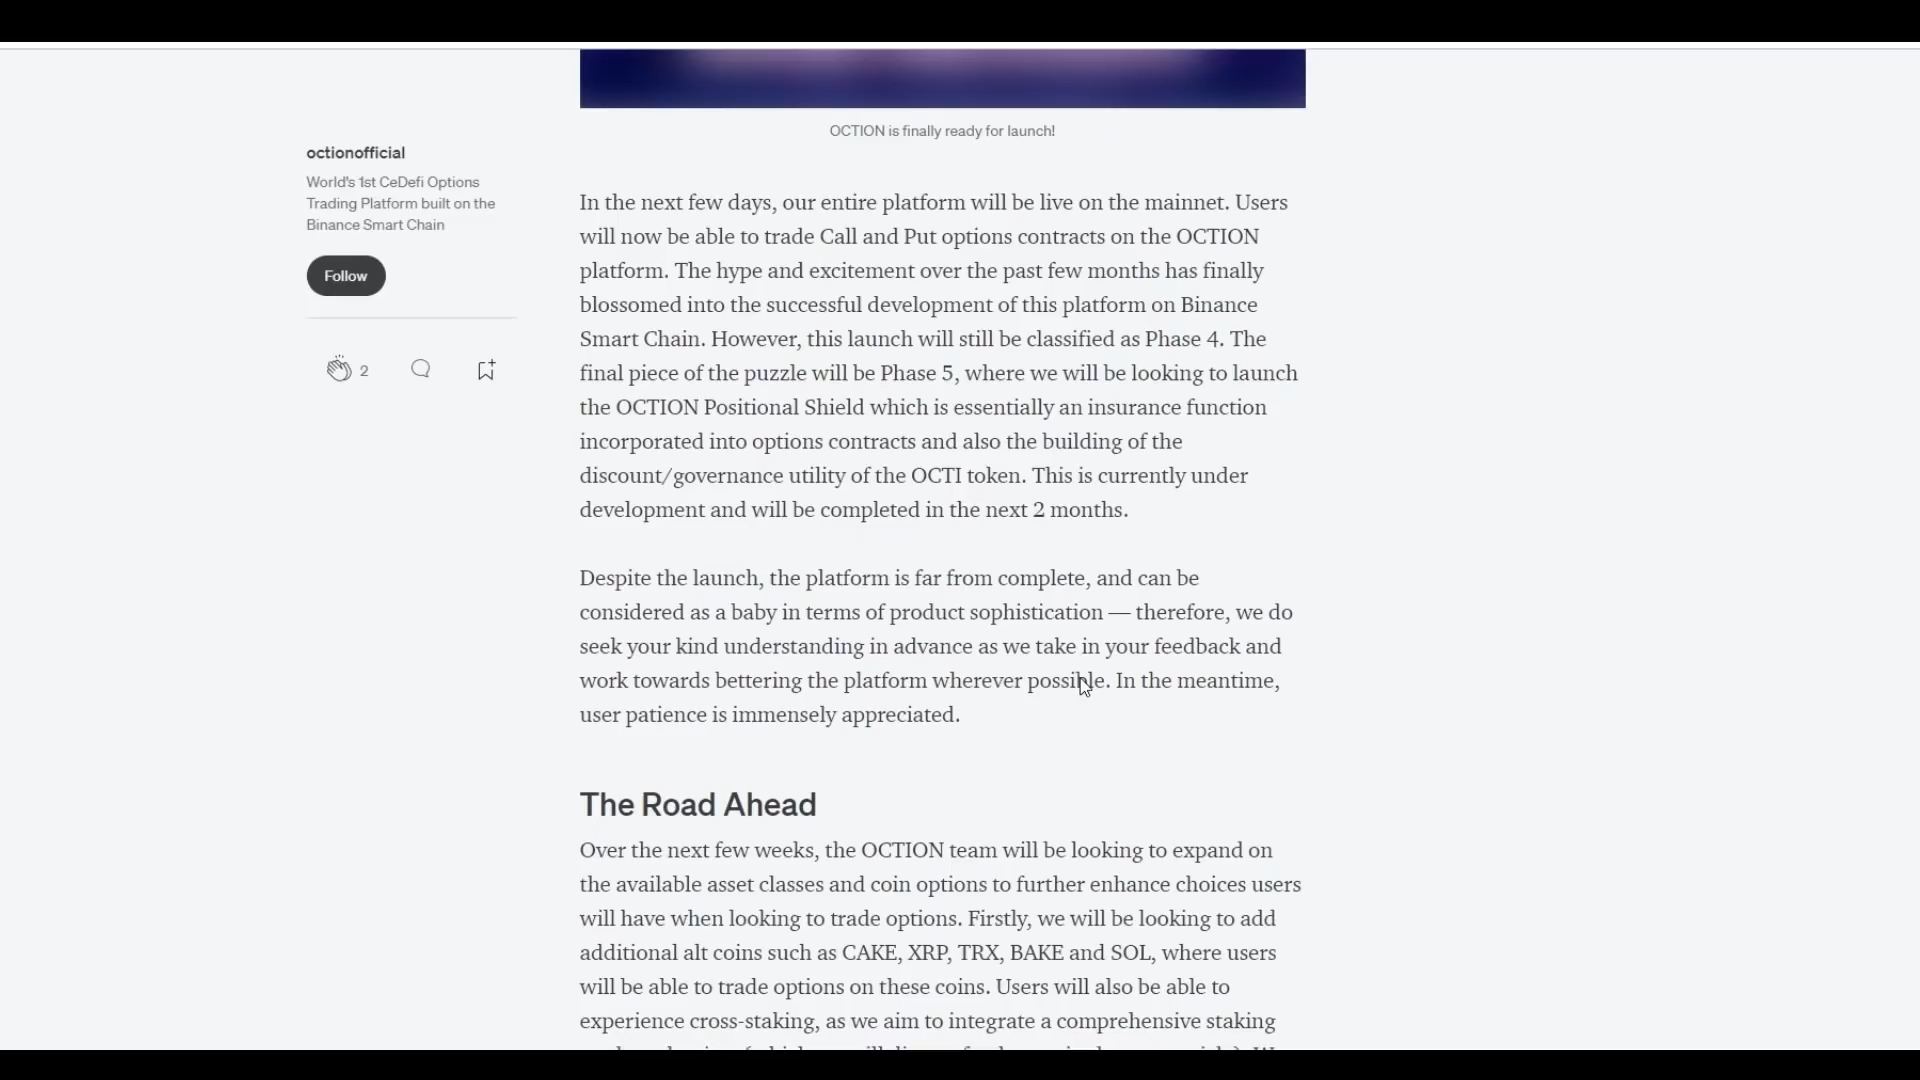 OCTION is finally ready for launch!
octionofficial
World's 1st CeDefi Options
Trading Platform built on the
Binance Smart Chain
Follow
2
In the next few days, our entire platform will be live on the mainnet. Users
will now be able to trade Call and Put options contracts on the OCTION
platform. The hype and excitement over the past few months has finally
blossomed into the successful development of this platform on Binance
Smart Chain. However, this launch will still be classified as Phase 4. The
final piece of the puzzle will be Phase 5, where we will be looking to launch
the OCTION Positional Shield which is essentially an insurance function
incorporated into options contracts and also the building of the
discount/governance utility of the OCTI token. This is currently under
development and will be completed in the next 2 months.
Despite the launch, the platform is far from complete, and can be
considered as a baby in terms of product sophistication — therefore, we do
seek your kind understanding in advance as we take in your feedback and
work towards bettering the platform wherever possible. In the meantime,
user patience is immensely appreciated.
The Road Ahead
Over the next few weeks, the OCTION team will be looking to expand on
the available asset classes and coin options to further enhance choices users
will have when looking to trade options. Firstly, we will be looking to add
additional alt coins such as CAKE, XRP, TRX, BAKE and SOL, where users
will be able to trade options on these coins. Users will also be able to
experience cross-staking, as we aim to integrate a comprehensive staking